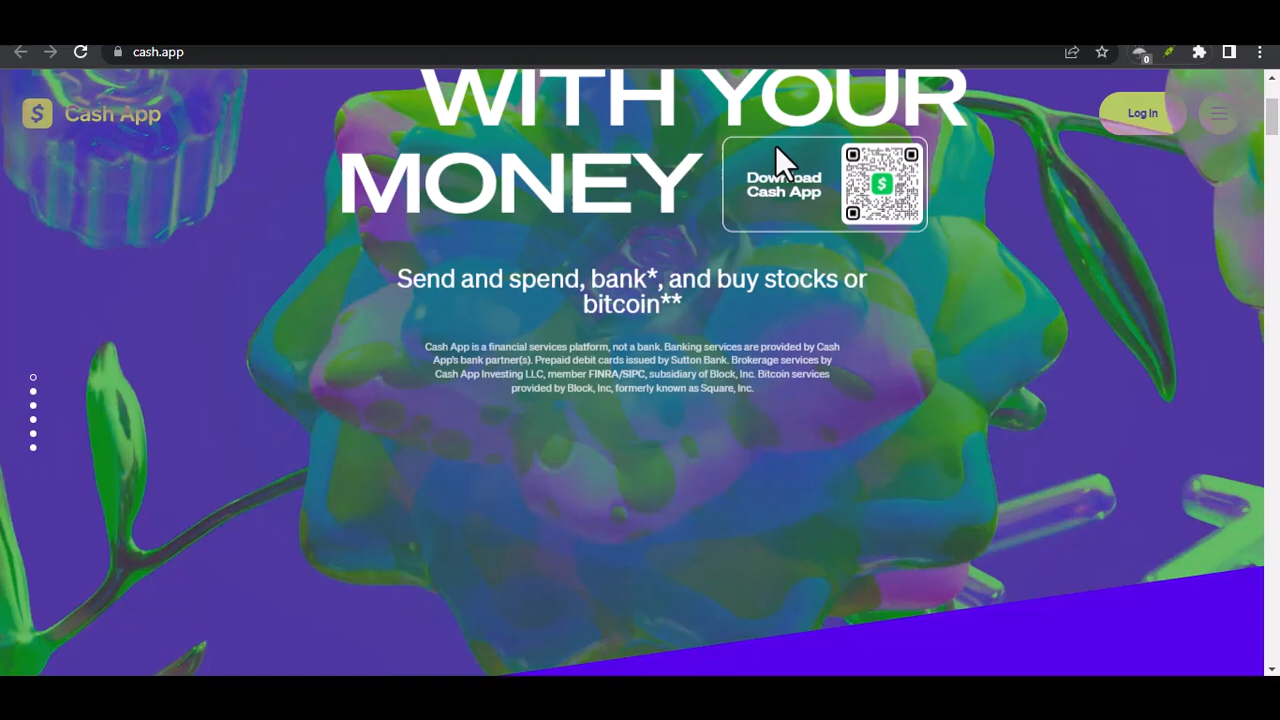 cash.app
0
WITH YOUR
Cash App
Log in
MONEY
Download
Cash App
Send and spend, bank*, and buy stocks or
bitcoin**
Cash App is a financial services platform, not a bank. Banking services are provided by Cash
App's bank partner(s). Prepaid debit cards issued by Sutton Bank. Brokerage services by
Cash App Investing LLC, member FINRA/SIPC, subsidiary of Block, Inc. Bitcoin services
provided by Block, Inc, formerly known as Square, Inc.